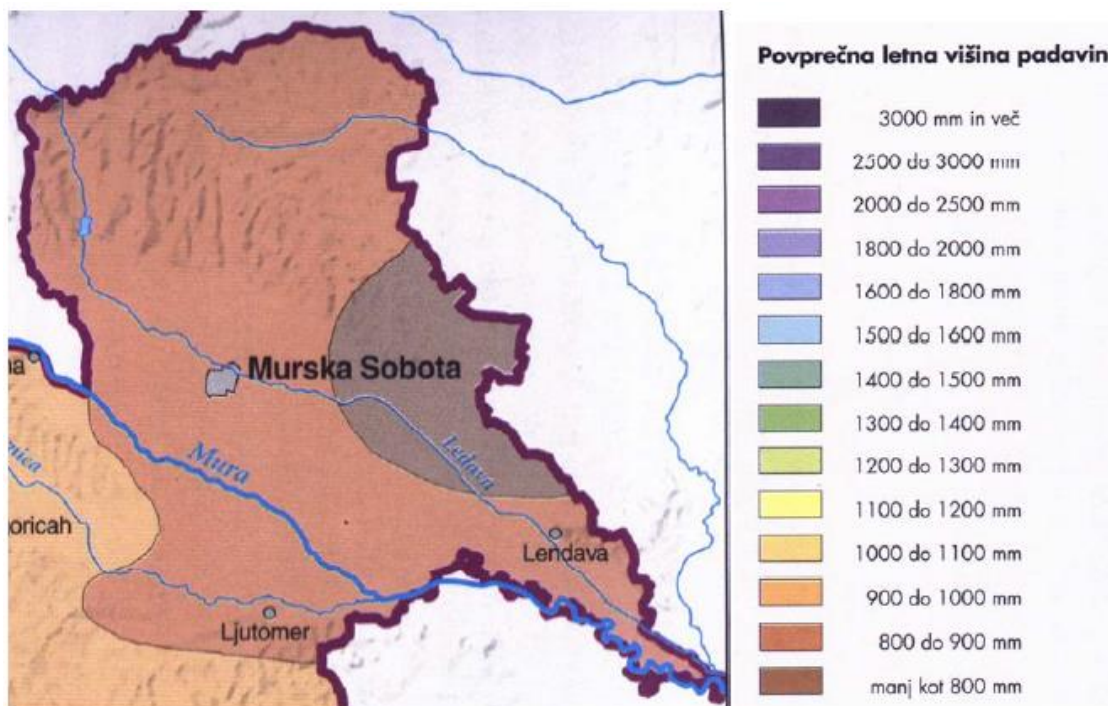 Povprečna letna višina padavin
3000 mm in več
2500 do 3000 mm
2000 do 2500 mm
1800 do 2000 mm
1600 do 1800 mm
1500 do 1600 mm
1400 do 1500 mm
1300 do 1400 mm
1200 do 1300 mm
1100 do 1200 mm
1000 do 1100 mm
900 do 1000 mm
800 do 900 mm
manj kot 800 mm
na
Murska Sobota
Mura
Ledava
nica
oricah
Lendava
Ljutomer